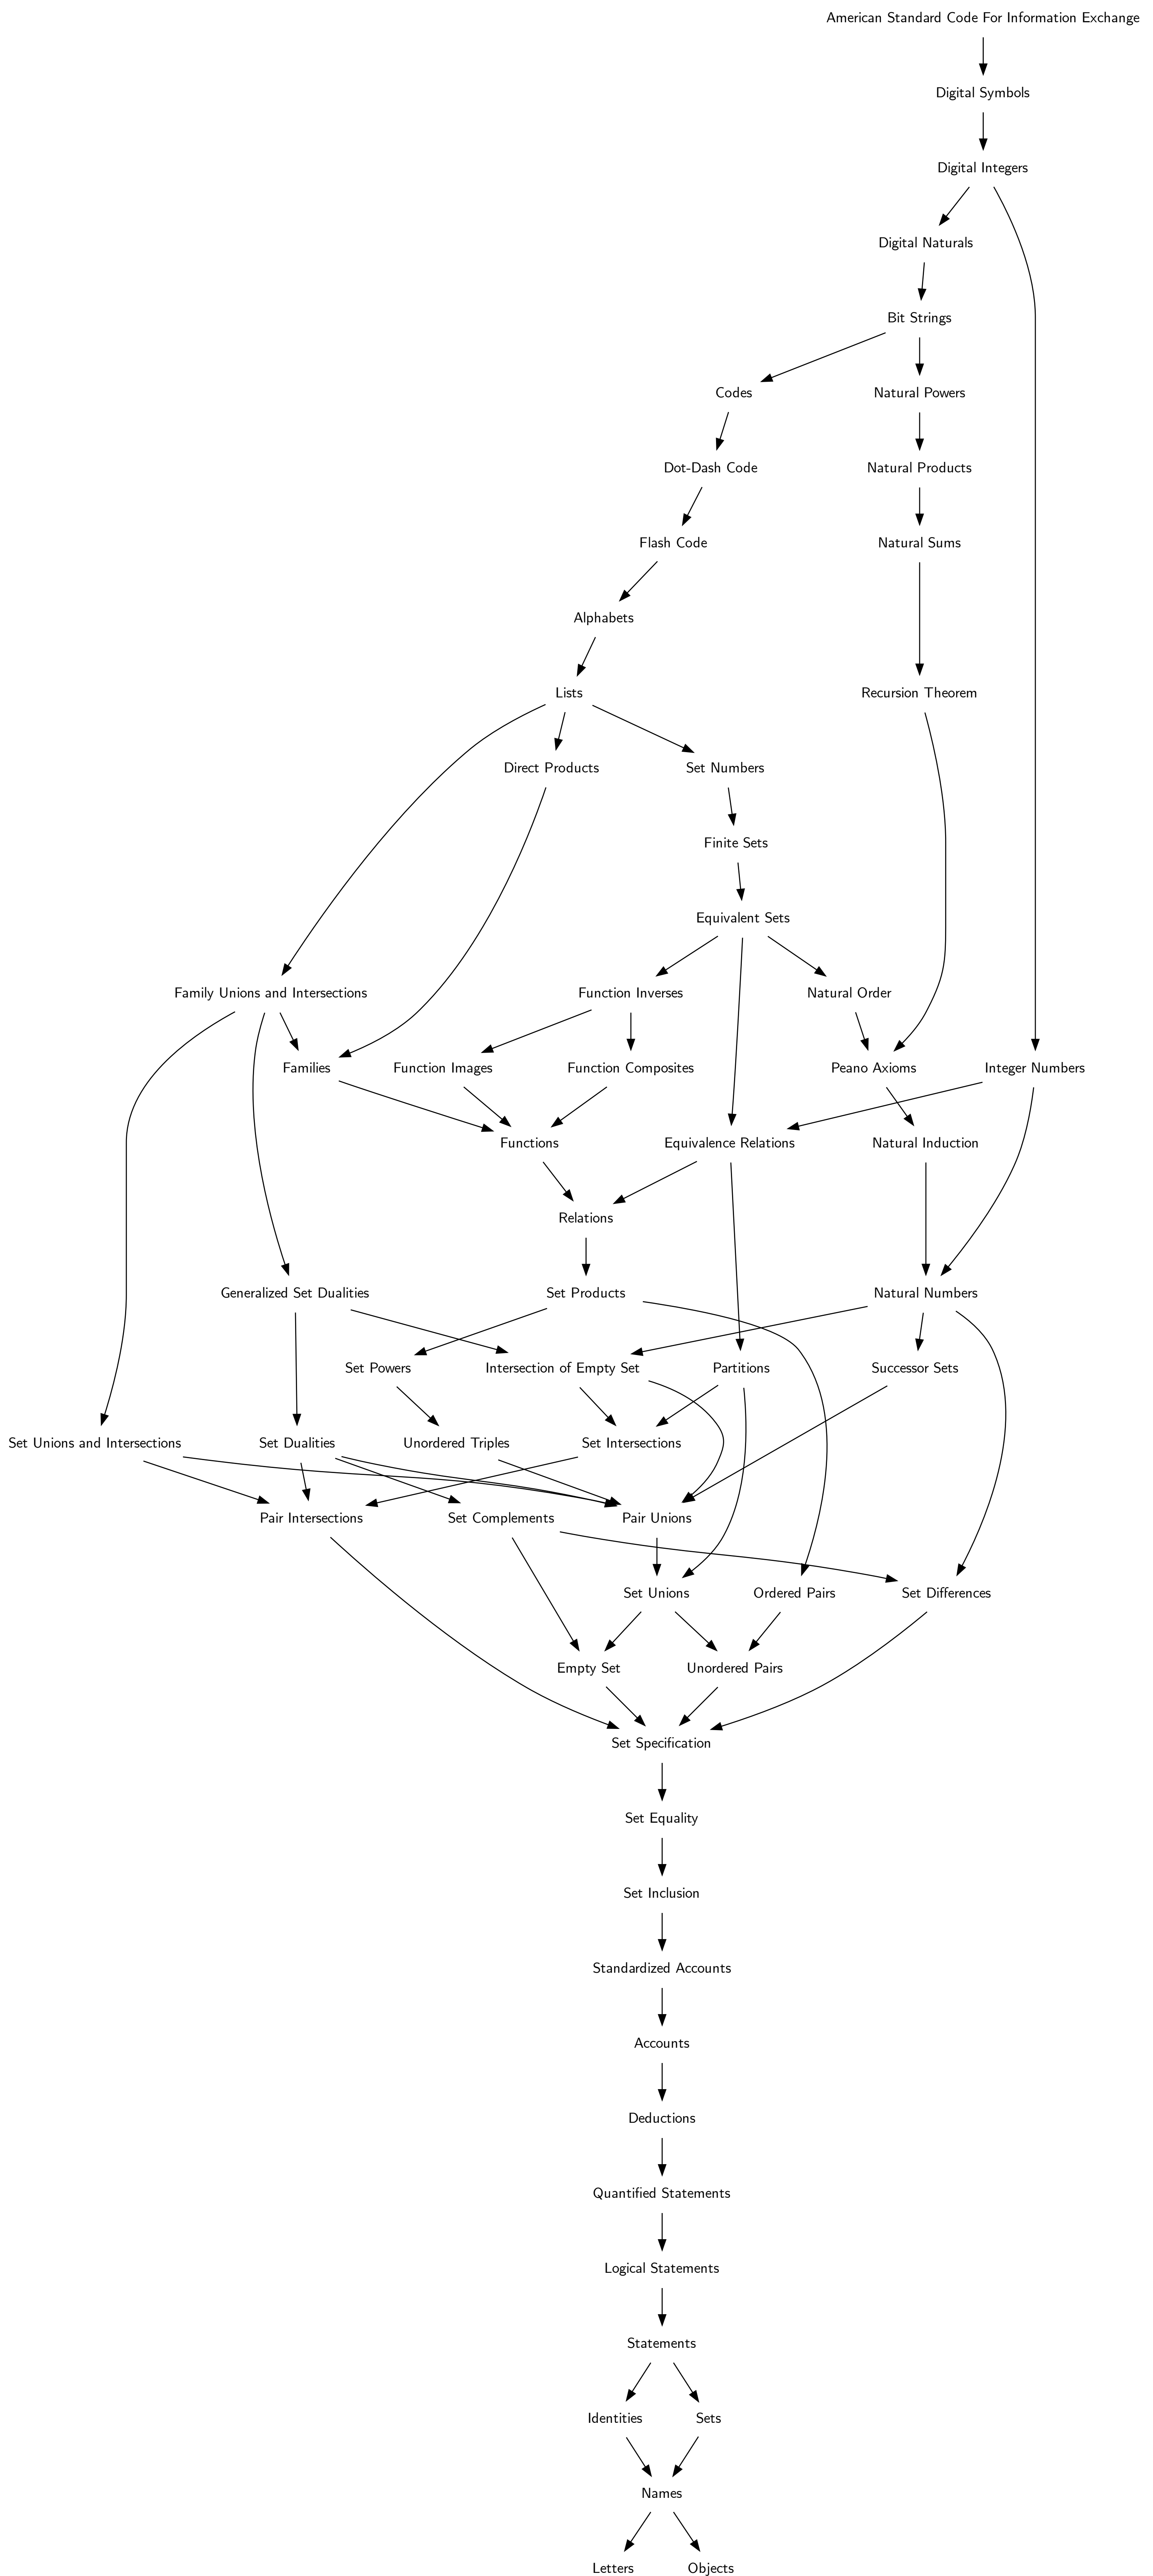 American Standard Code For Information Exchange
Digital Symbols
Digital Integers
Digital Naturals
Bit Strings
Codes
Natural Powers
Dot-Dash Code
Natural Products
Flash Code
Natural Sums
Alphabets
Lists
Recursion Theorem
Direct Products
Set Numbers
Finite Sets
Equivalent Sets
Family Unions and Intersections
Function Inverses
Natural Order
Families
Function Images
Function Composites
Peano Axioms
Integer Numbers
Functions
Equivalence Relations
Natural Induction
Relations
Generalized Set Dualities
Set Products
Natural Numbers
Set Powers
Intersection of Empty Set
Partitions
Successor Sets
Set Unions and Intersections
Set Dualities
Unordered Triples
Set Intersections
Pair Intersections
Set Complements
Pair Unions
Set Unions
Ordered Pairs
Set Differences
Empty Set
Unordered Pairs
Set Specification
Set Equality
Set Inclusion
Standardized Accounts
Accounts
Deductions
Quantified Statements
Logical Statements
Statements
Identities
Sets
Names
Letters
Objects